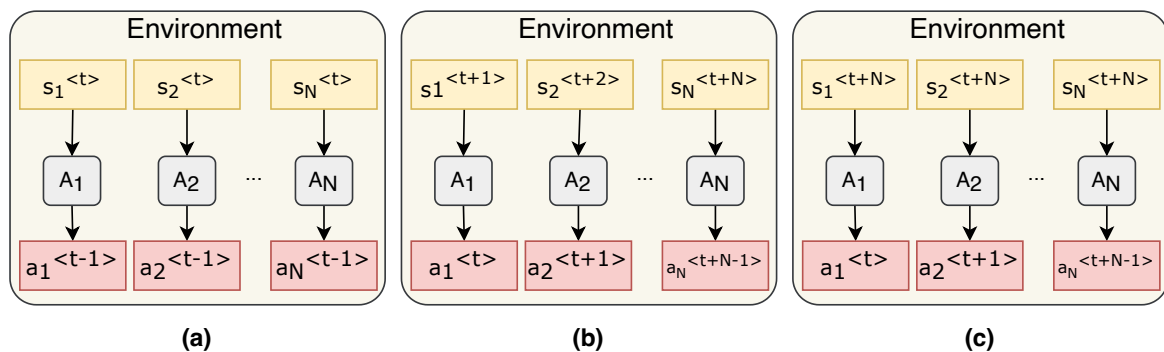 Environment
s1<t> s2<t> sN<t>
A1 A2 ... AN
a1<t-1> a2<t-1> aN<t-1>
(a)
Environment
s1<t+1> s2<t+2> sN<t+N>
A1 A2 ... AN
a1<t> a2<t+1> aN<t+N-1>
(b)
Environment
s1<t+N> s2<t+N> sN<t+N>
A1 A2 ... AN
a1<t> a2<t+1> aN<t+N-1>
(c)